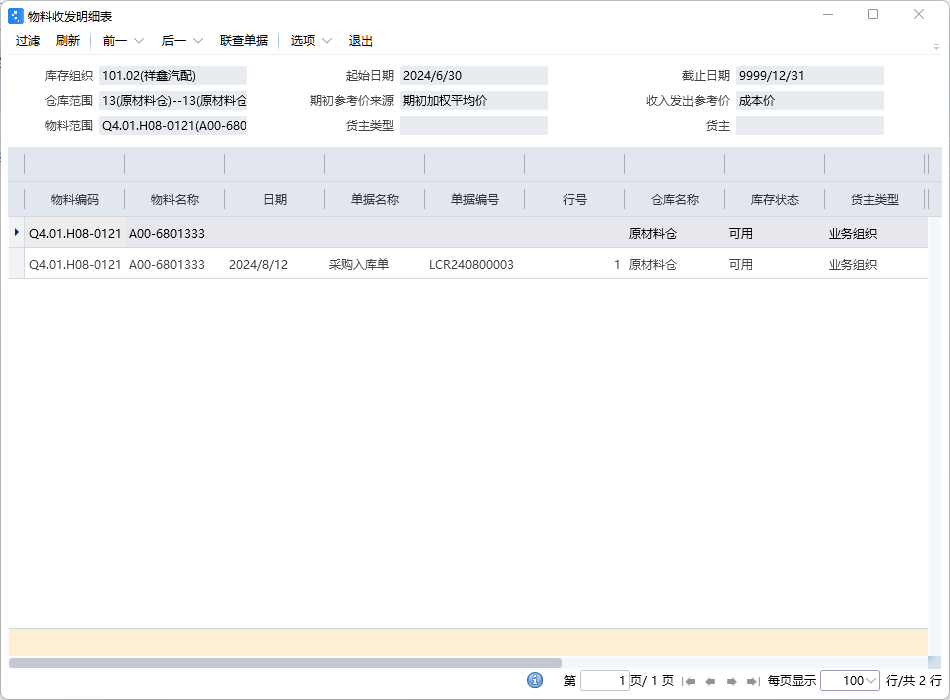 物料收发明细表
过滤 刷新 前一 后一 联查单据 选项 退出
库存组织 101.02(祥鑫汽配) 起始日期 2024/6/30 截止日期 9999/12/31
仓库范围 13(原材料仓)--13(原材料仓 期初参考价来源 期初加权平均价 收入发出参考价 成本价
物料范围 Q4.01.H08-0121(A00-680 货主类型 货主
物料编码 物料名称 日期 单据名称 单据编号 行号 仓库名称 库存状态 货主类型
Q4.01.H08-0121 A00-6801333 原材料仓 可用 业务组织
Q4.01.H08-0121 A00-6801333 2024/8/12 采购入库单 LCR240800003 1 原材料仓 可用 业务组织
第 1 页/ 1 页 每页显示 100 行/共 2 行